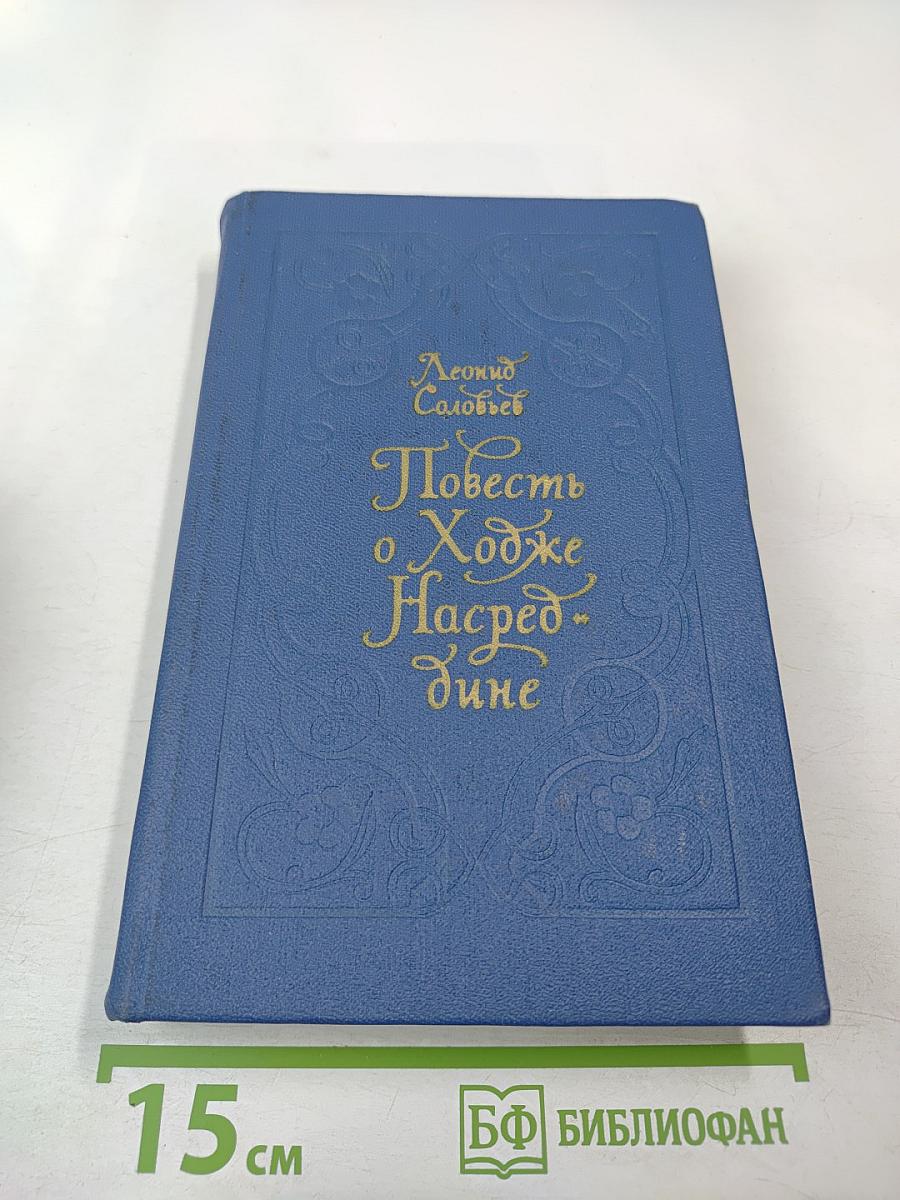 Леонид
Соловьев
Повесть
о Ходже
Насред-
дине
15 см
БФ БИБЛИОФАН